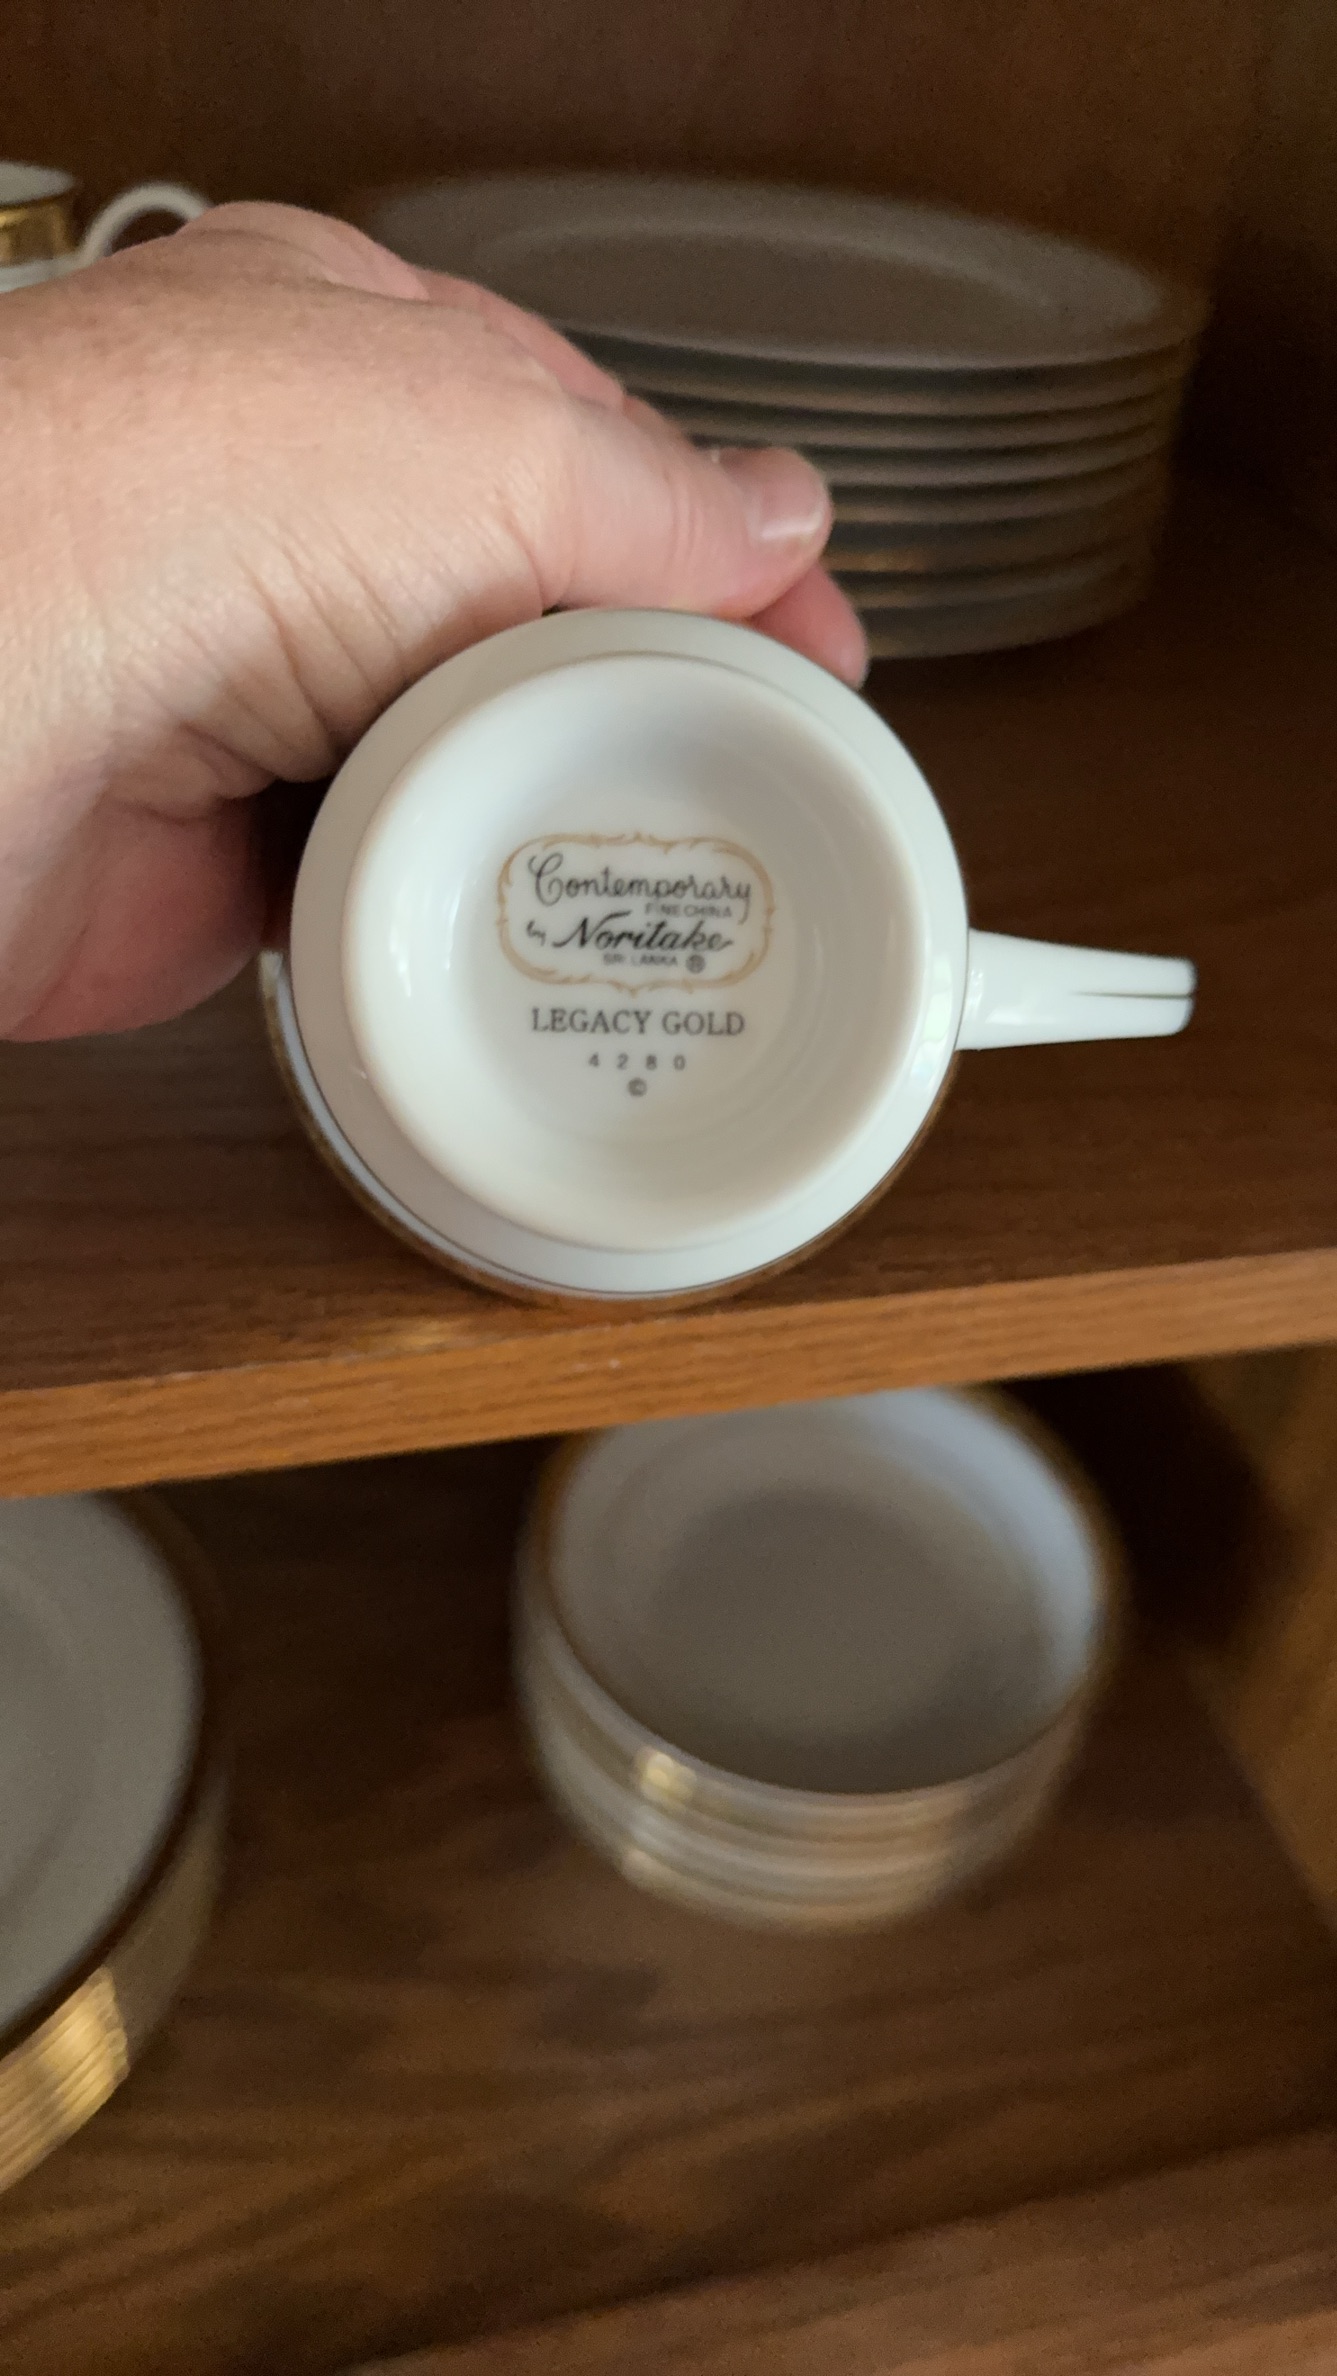 Contemporary
FINE CHINA
by Noritake
SRI LANKA ®
LEGACY GOLD
4280
©